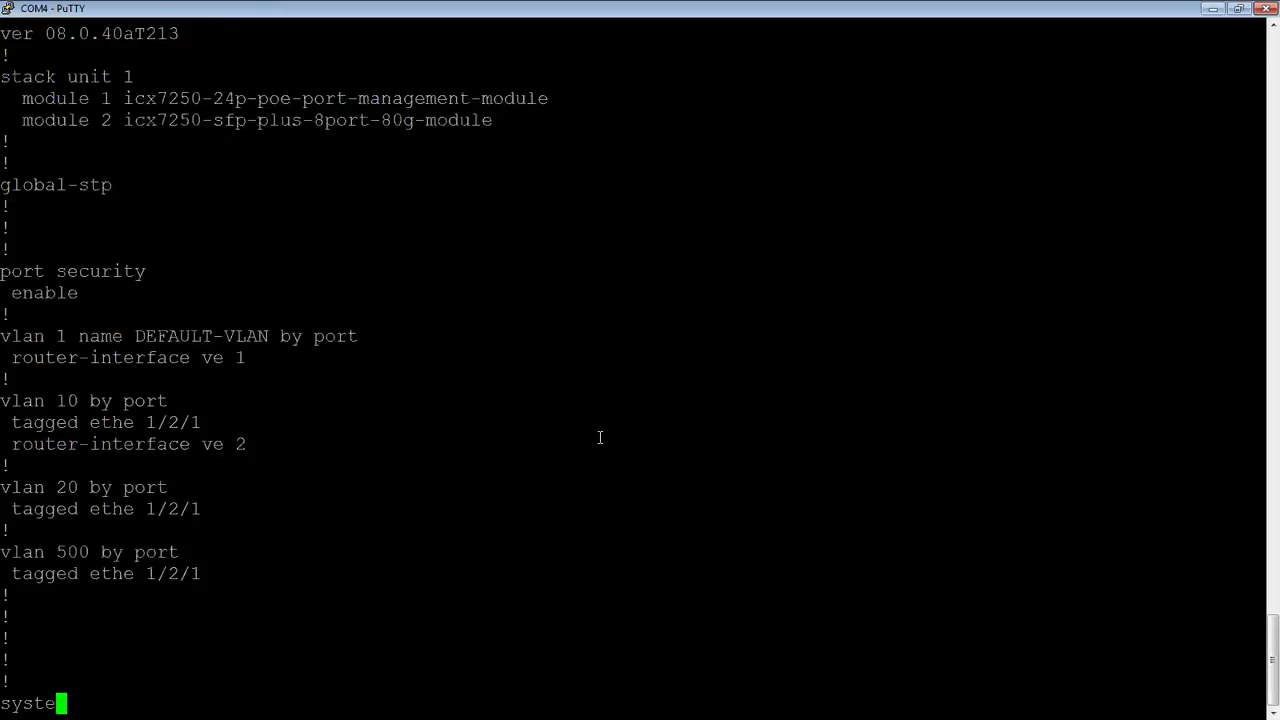 COM4 - PuTTY
ver 08.0.40aT213
!
stack unit 1
  module 1 icx7250-24p-poe-port-management-module
  module 2 icx7250-sfp-plus-8port-80g-module
!
!
global-stp
!
!
!
port security
 enable
!
vlan 1 name DEFAULT-VLAN by port
 router-interface ve 1
!
vlan 10 by port
 tagged ethe 1/2/1
 router-interface ve 2
!
vlan 20 by port
 tagged ethe 1/2/1
!
vlan 500 by port
 tagged ethe 1/2/1
!
!
!
!
!
syste